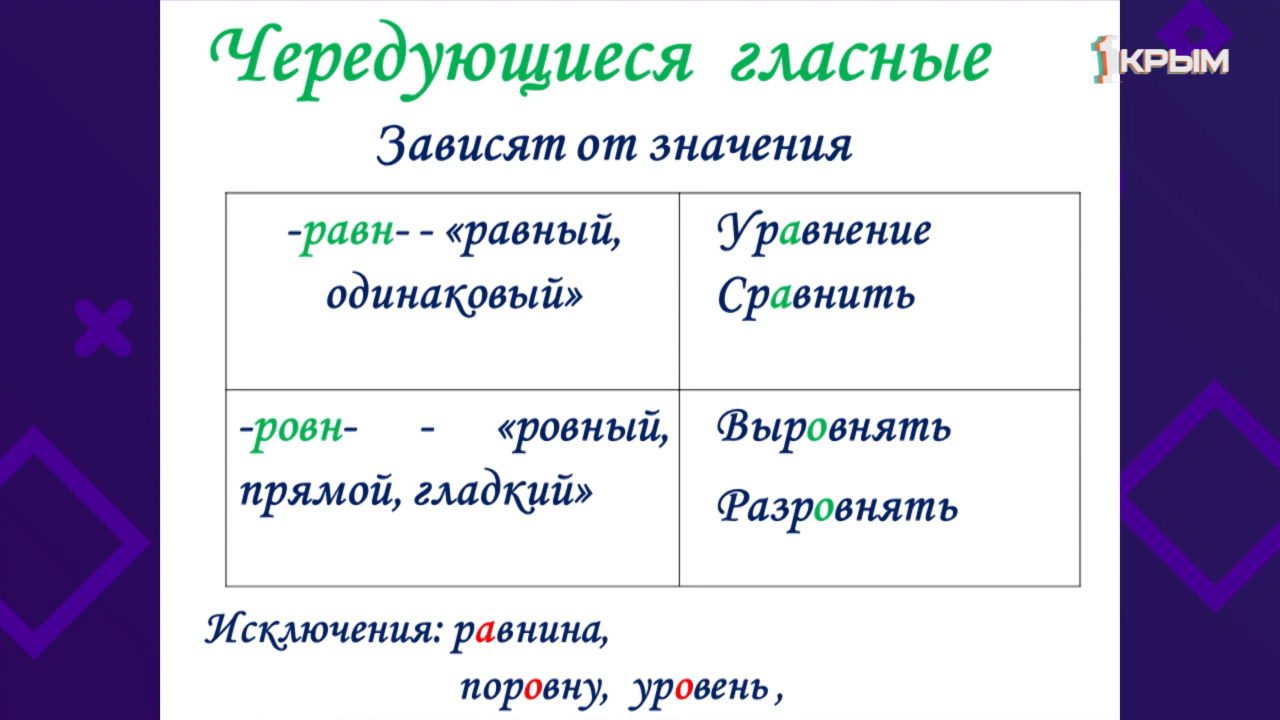 Чередующиеся гласные
1 КРЫМ
Зависят от значения
-равн- - «равный,
одинаковый»
Уравнение
Сравнить
-ровн- - «ровный,
прямой, гладкий»
Выровнять
Разровнять
Исключения: равнина,
поровну, уровень ,